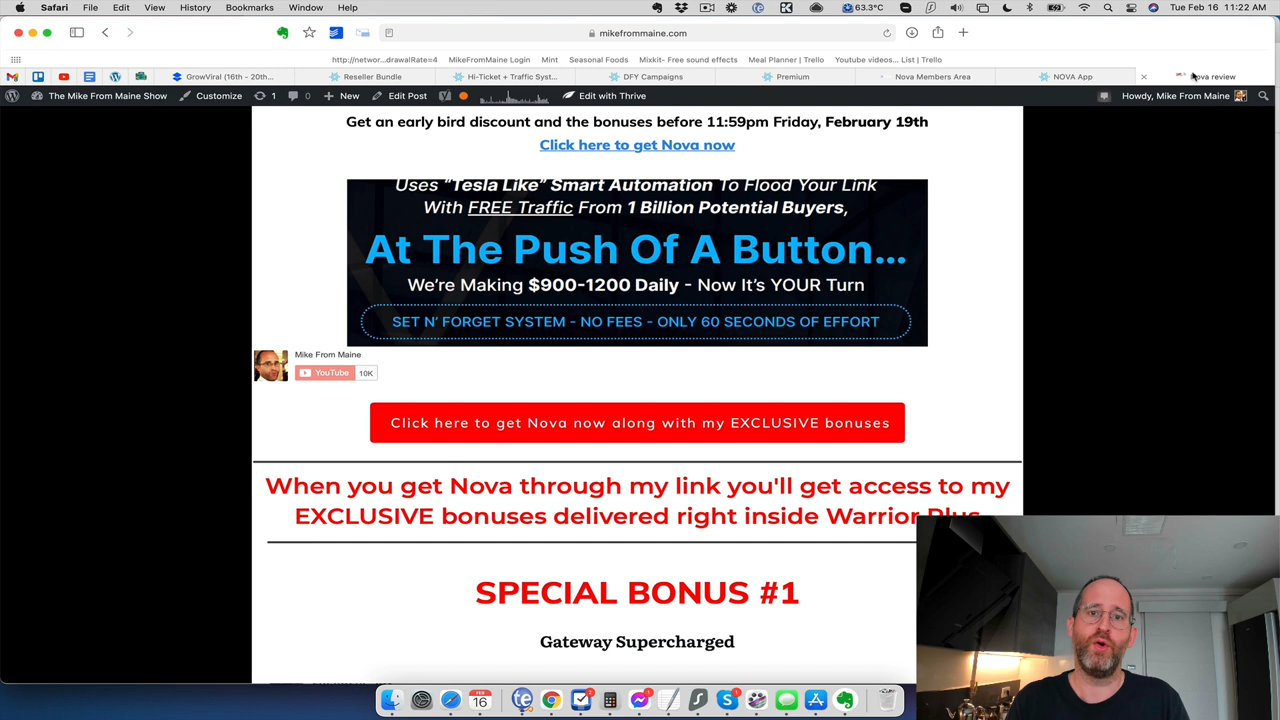 Safari File Edit View History Bookmarks Window Help 63.3°C Tue Feb 16 11:22 AM
mikefrommaine.com
http://networ...drawalRate=4 MikeFromMaine Login Mint Seasonal Foods Mixkit- Free sound effects Meal Planner | Trello Youtube videos... List | Trello
GrowViral (16th - 20th... Reseller Bundle Hi-Ticket + Traffic Syst... DFY Campaigns Premium Nova Members Area NOVA App Nova review
The Mike From Maine Show Customize 1 0 New Edit Post Edit with Thrive Howdy, Mike From Maine
Get an early bird discount and the bonuses before 11:59pm Friday, February 19th
Click here to get Nova now
Uses "Tesla Like" Smart Automation To Flood Your Link
With FREE Traffic From 1 Billion Potential Buyers,
At The Push Of A Button...
We're Making $900-1200 Daily - Now It's YOUR Turn
SET N' FORGET SYSTEM - NO FEES - ONLY 60 SECONDS OF EFFORT
Mike From Maine
YouTube 10K
Click here to get Nova now along with my EXCLUSIVE bonuses
When you get Nova through my link you'll get access to my
EXCLUSIVE bonuses delivered right inside Warrior Plus
SPECIAL BONUS #1
Gateway Supercharged
FEB
16